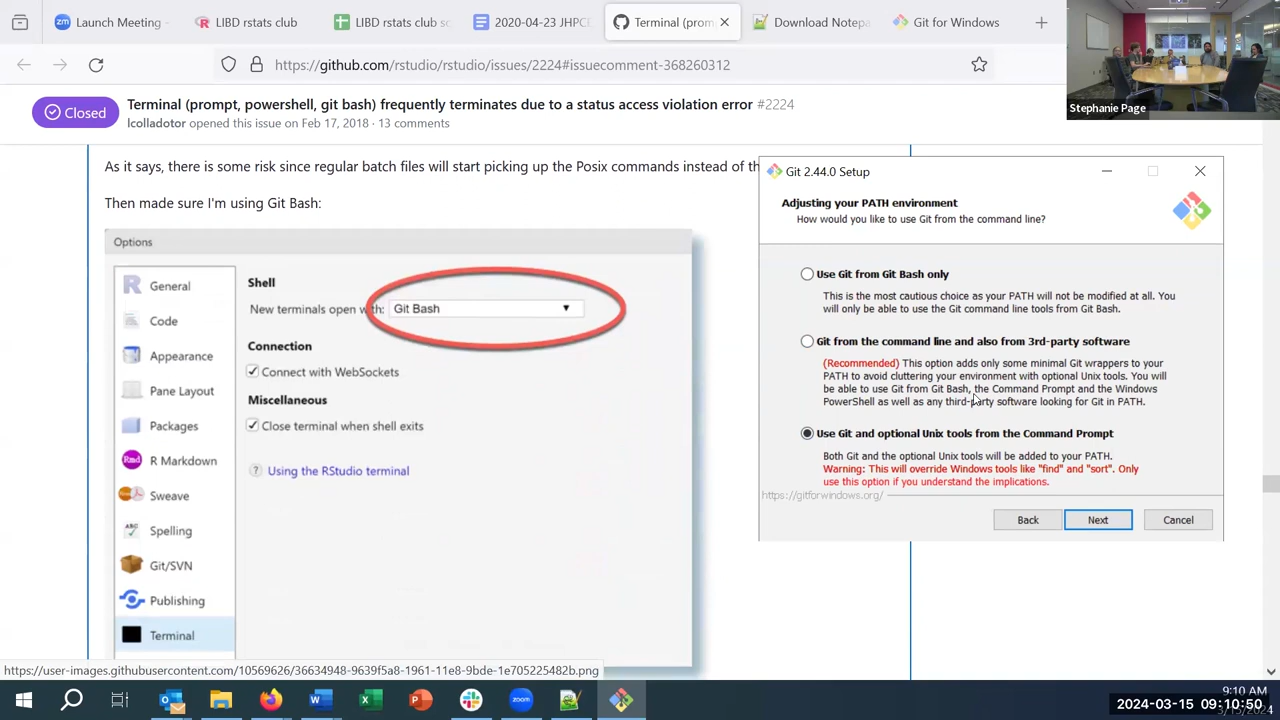 Launch Meeting
LIBD rstats club
LIBD rstats club sc
2020-04-23 JHPCE
Terminal (prom
Download Notepa
Git for Windows
https://github.com/rstudio/rstudio/issues/2224#issuecomment-368260312
Stephanie Page
Closed
Terminal (prompt, powershell, git bash) frequently terminates due to a status access violation error #2224
lcolladotor opened this issue on Feb 17, 2018 · 13 comments
As it says, there is some risk since regular batch files will start picking up the Posix commands instead of th
Then made sure I'm using Git Bash:
Options
General
Code
Appearance
Pane Layout
Packages
R Markdown
Sweave
Spelling
Git/SVN
Publishing
Terminal
Shell
New terminals open with: Git Bash
Connection
Connect with WebSockets
Miscellaneous
Close terminal when shell exits
Using the RStudio terminal
Git 2.44.0 Setup
Adjusting your PATH environment
How would you like to use Git from the command line?
Use Git from Git Bash only
This is the most cautious choice as your PATH will not be modified at all. You
will only be able to use the Git command line tools from Git Bash.
Git from the command line and also from 3rd-party software
(Recommended) This option adds only some minimal Git wrappers to your
PATH to avoid cluttering your environment with optional Unix tools. You will
be able to use Git from Git Bash, the Command Prompt and the Windows
PowerShell as well as any third-party software looking for Git in PATH.
Use Git and optional Unix tools from the Command Prompt
Both Git and the optional Unix tools will be added to your PATH.
Warning: This will override Windows tools like "find" and "sort". Only
use this option if you understand the implications.
https://gitforwindows.org/
Back
Next
Cancel
https://user-images.githubusercontent.com/10569626/36634948-9639f5a8-1961-11e8-9bde-1e705225482b.png
9:10 AM
2024-03-15 09:10:50